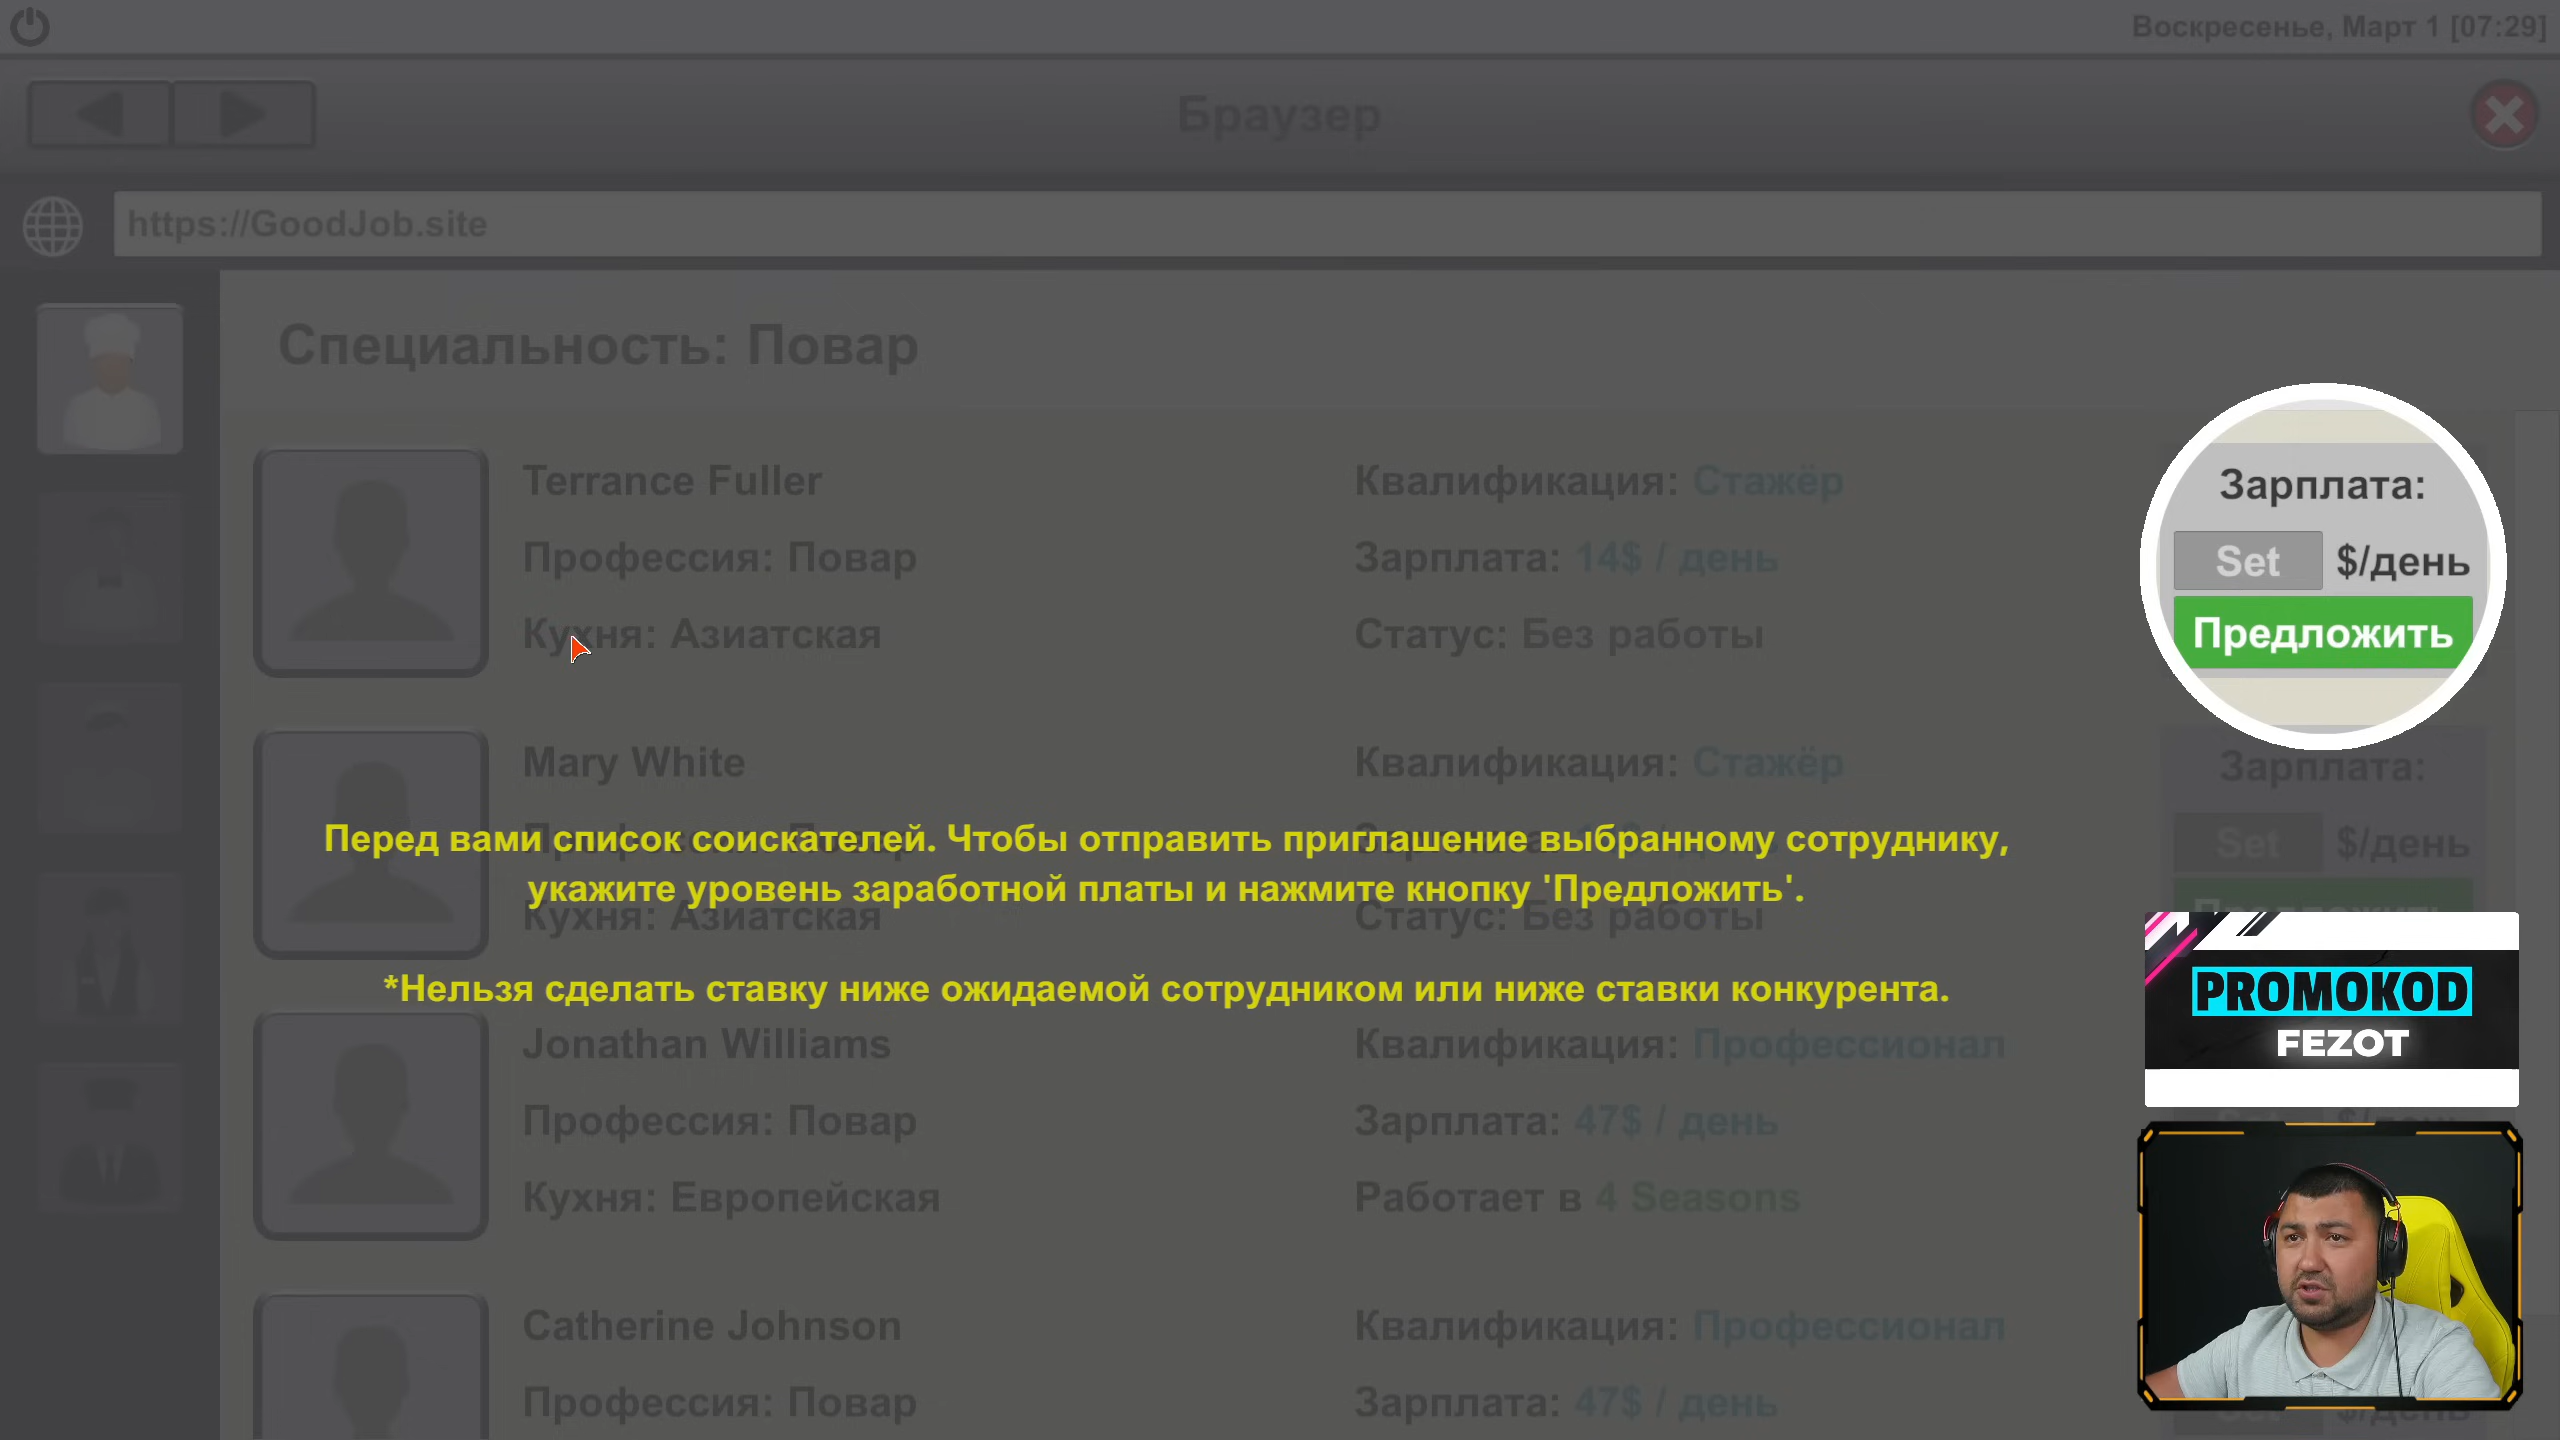 Воскресенье, Март 1 [07:29]
Браузер
https://GoodJob.site
Специальность: Повар
Terrance Fuller
Квалификация: Стажёр
Зарплата:
Профессия: Повар
Зарплата: 14$ / день
Set $/день
Кухня: Азиатская
Статус: Без работы
Предложить
Mary White
Квалификация: Стажёр
Зарплата:
Перед вами список соискателей. Чтобы отправить приглашение выбранному сотруднику,
Set $/день
укажите уровень заработной платы и нажмите кнопку 'Предложить'.
Кухня: Азиатская
Статус: Без работы
*Нельзя сделать ставку ниже ожидаемой сотрудником или ниже ставки конкурента.
PROMOKOD
FEZOT
Jonathan Williams
Квалификация: Профессионал
Профессия: Повар
Зарплата: 47$ / день
Кухня: Европейская
Работает в 4 Seasons
Catherine Johnson
Квалификация: Профессионал
Профессия: Повар
Зарплата: 47$ / день